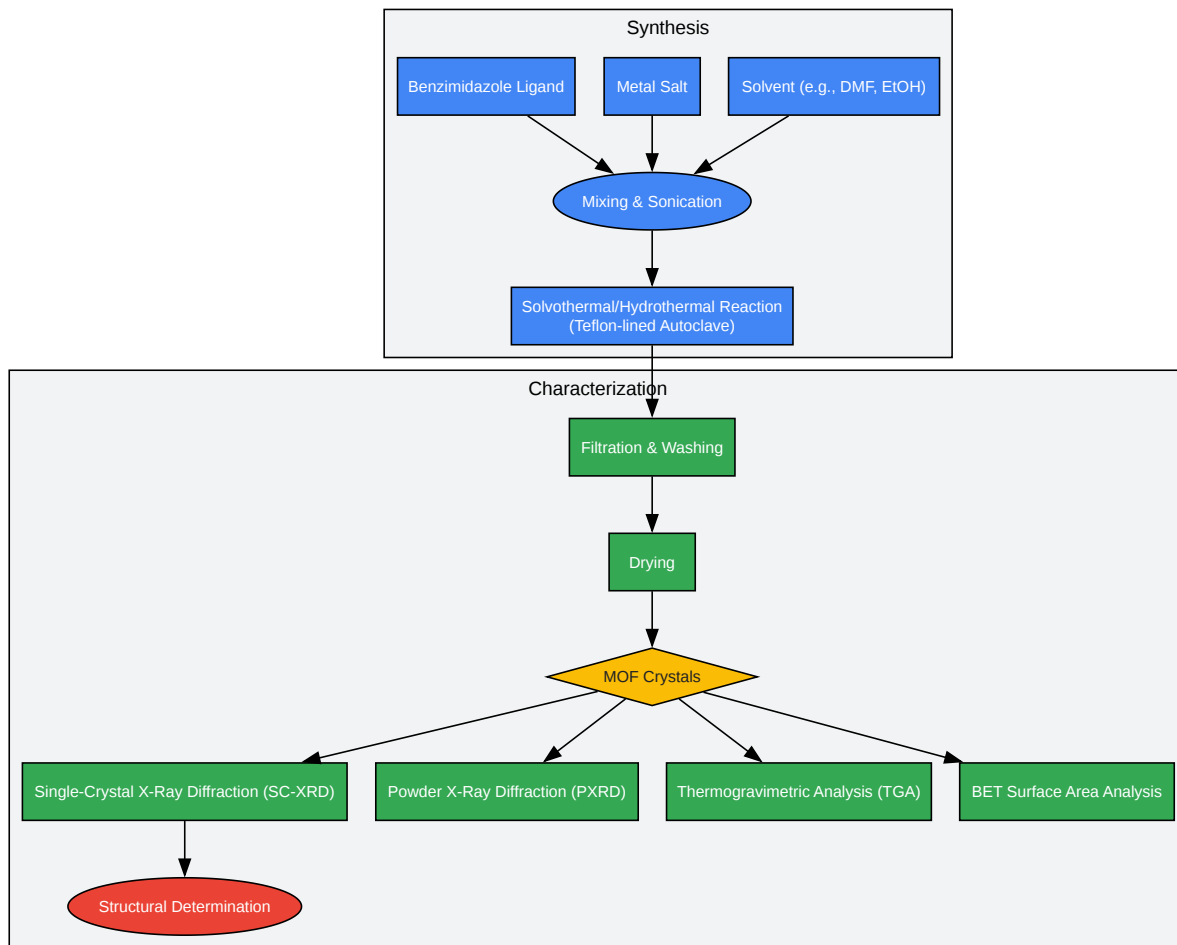 Synthesis
Benzimidazole Ligand
Metal Salt
Solvent (e.g., DMF, EtOH)
Mixing & Sonication
Solvothermal/Hydrothermal Reaction
(Teflon-lined Autoclave)
Characterization
Filtration & Washing
Drying
MOF Crystals
Single-Crystal X-Ray Diffraction (SC-XRD)
Powder X-Ray Diffraction (PXRD)
Thermogravimetric Analysis (TGA)
BET Surface Area Analysis
Structural Determination